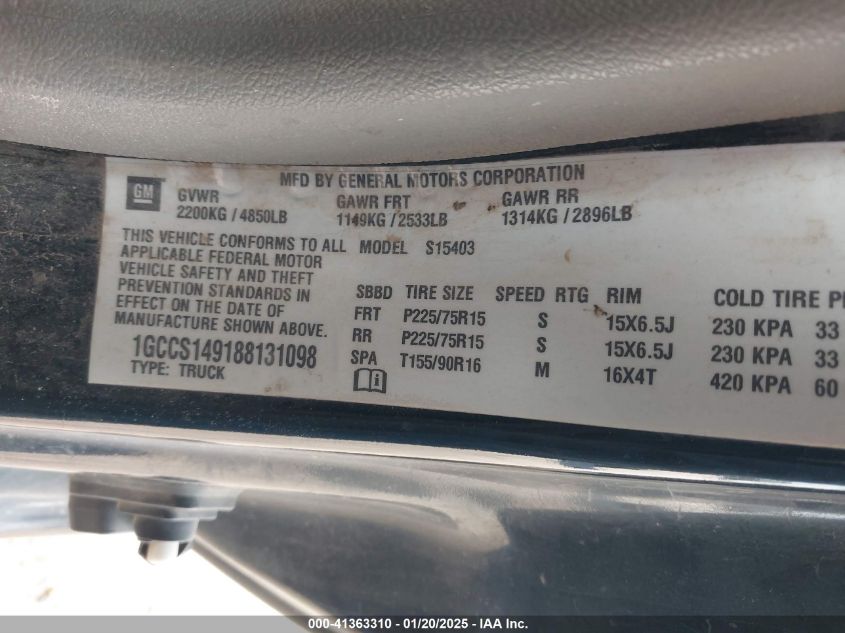 MFD BY GENERAL MOTORS CORPORATION
GM
GVWR GAWR FRT GAWR RR
2200KG / 4850LB 1149KG / 2533LB 1314KG / 2896LB
THIS VEHICLE CONFORMS TO ALL
APPLICABLE FEDERAL MOTOR
VEHICLE SAFETY AND THEFT
PREVENTION STANDARDS IN
EFFECT ON THE DATE OF
MANUFACTURE SHOWN ABOVE.
1GCCS149188131098
TYPE: TRUCK
MODEL S15403
SBBD TIRE SIZE SPEED RTG RIM COLD TIRE
FRT P225/75R15 S 15X6.5J 230 KPA 33
RR P225/75R15 S 15X6.5J 230 KPA 33
SPA T155/90R16 M 16X4T 420 KPA 60
000-41363310 - 01/20/2025 - IAA Inc.